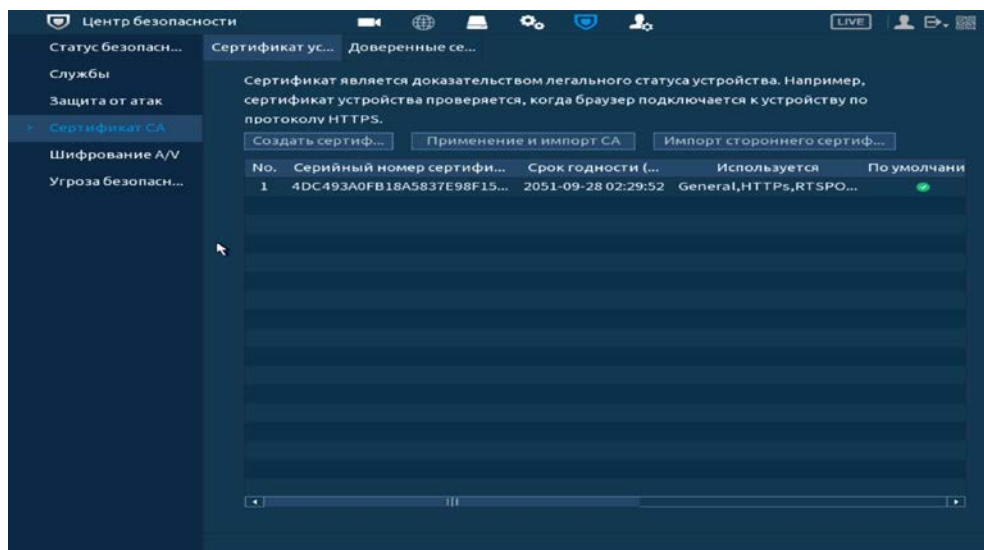 Центр безопасности
LIVE
Статус безопасн...
Службы
Защита от атак
Сертификат CA
Шифрование A/V
Угроза безопасн...
Сертификат ус... Доверенные се...
Сертификат является доказательством легального статуса устройства. Например,
сертификат устройства проверяется, когда браузер подключается к устройству по
протоколу HTTPS.
Создать сертиф... Применение и импорт CA Импорт стороннего сертиф...
No. Серийный номер сертифи... Срок годности (... Используется По умолчани
1 4DC493A0FB18A5837E98F15... 2051-09-28 02:29:52 General,HTTPs,RTSPO...